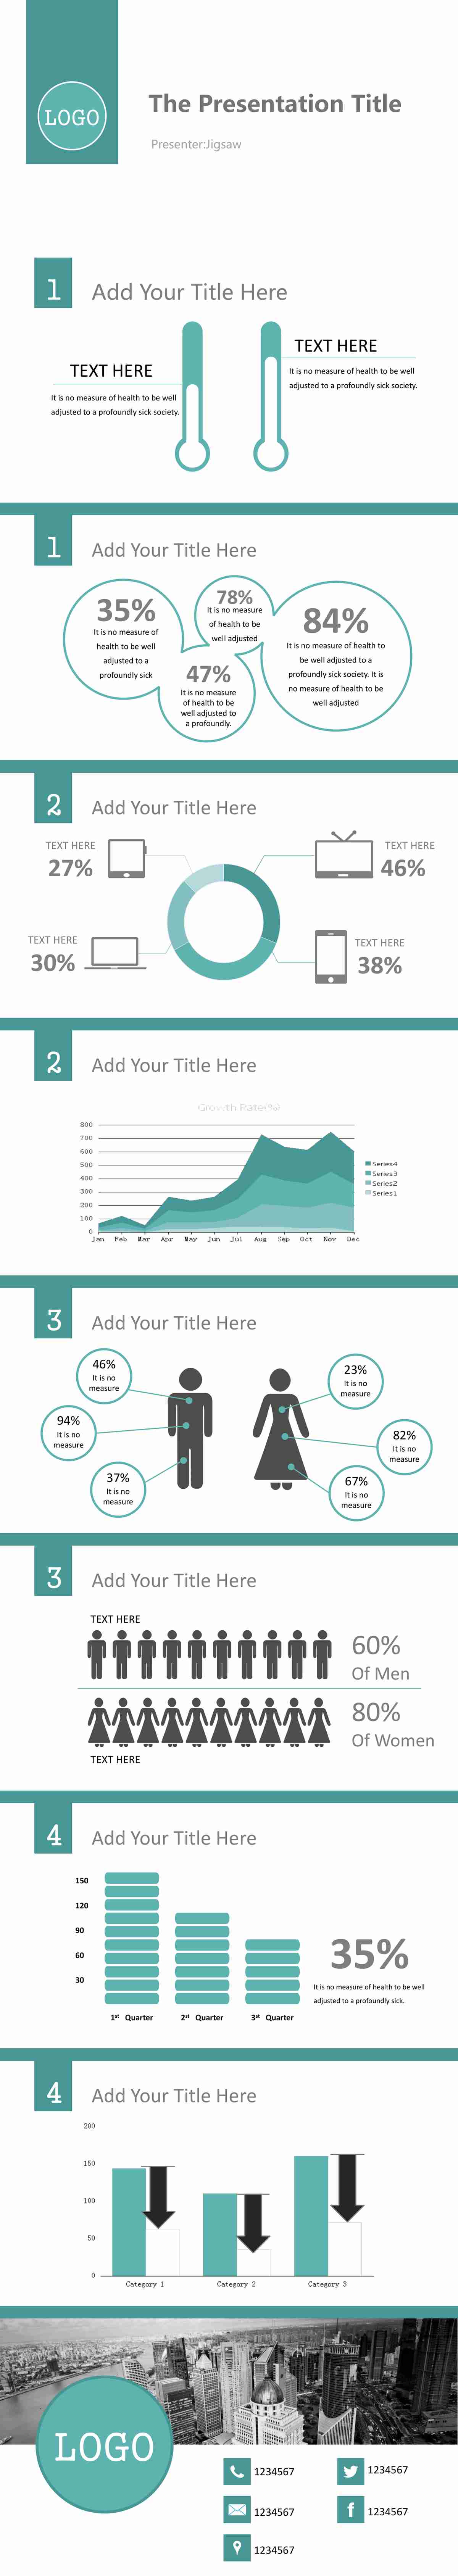 LOGO
The Presentation Title
Presenter:Jigsaw
1
Add Your Title Here
TEXT HERE
It is no measure of health to be well
adjusted to a profoundly sick society.
TEXT HERE
It is no measure of health to be well
adjusted to a profoundly sick society.
1
Add Your Title Here
35%
It is no measure of
health to be well
adjusted to a
profoundly sick
78%
It is no measure
of health to be
well adjusted
47%
It is no measure
of health to be
well adjusted to
a profoundly.
84%
It is no measure of health to
be well adjusted to a
profoundly sick society. It is
no measure of health to be
well adjusted
2
Add Your Title Here
TEXT HERE
27%
TEXT HERE
46%
TEXT HERE
30%
TEXT HERE
38%
2
Add Your Title Here
Growth Rate(%)
800
700
600
500
400
300
200
100
0
Jan Feb Mar Apr May Jun Jul Aug Sep Oct Nov Dec
Series4
Series3
Series2
Series1
3
Add Your Title Here
46%
It is no
measure
94%
It is no
measure
37%
It is no
measure
23%
It is no
measure
82%
It is no
measure
67%
It is no
measure
3
Add Your Title Here
TEXT HERE
60%
Of Men
80%
Of Women
TEXT HERE
4
Add Your Title Here
150
120
90
60
30
1st Quarter 2st Quarter 3st Quarter
35%
It is no measure of health to be well
adjusted to a profoundly sick.
4
Add Your Title Here
200
150
100
50
0
Category 1 Category 2 Category 3
LOGO
1234567
1234567
1234567
1234567
1234567